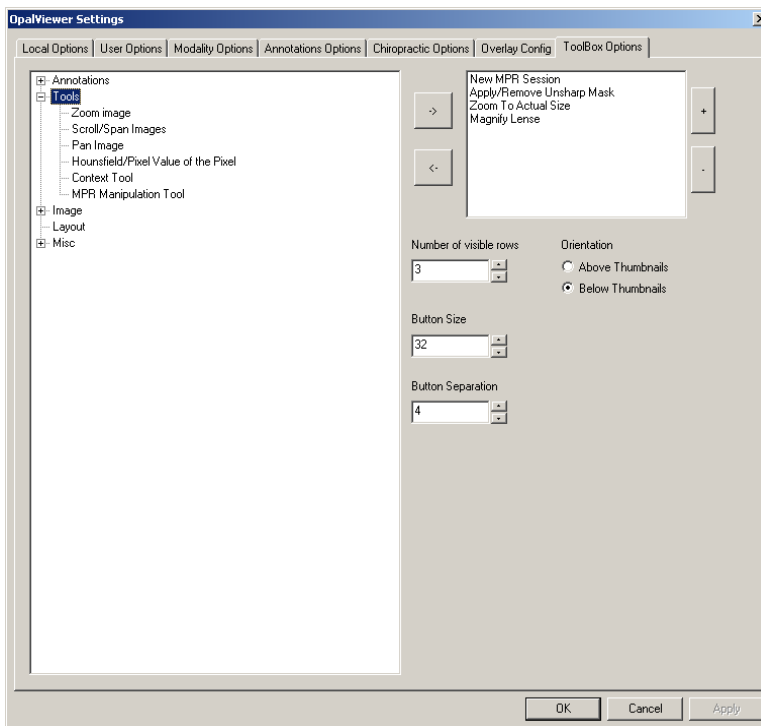 OpalViewer Settings
Local Options
User Options
Modality Options
Annotations Options
Chiropractic Options
Overlay Config
ToolBox Options
Annotations
Tools
Zoom image
Scroll/Span Images
Pan Image
Hounsfield/Pixel Value of the Pixel
Context Tool
MPR Manipulation Tool
Image
Layout
Misc
->
<-
New MPR Session
Apply/Remove Unsharp Mask
Zoom To Actual Size
Magnify Lense
+
-
Number of visible rows
3
Orientation
Above Thumbnails
Below Thumbnails
Button Size
32
Button Separation
4
OK
Cancel
Apply